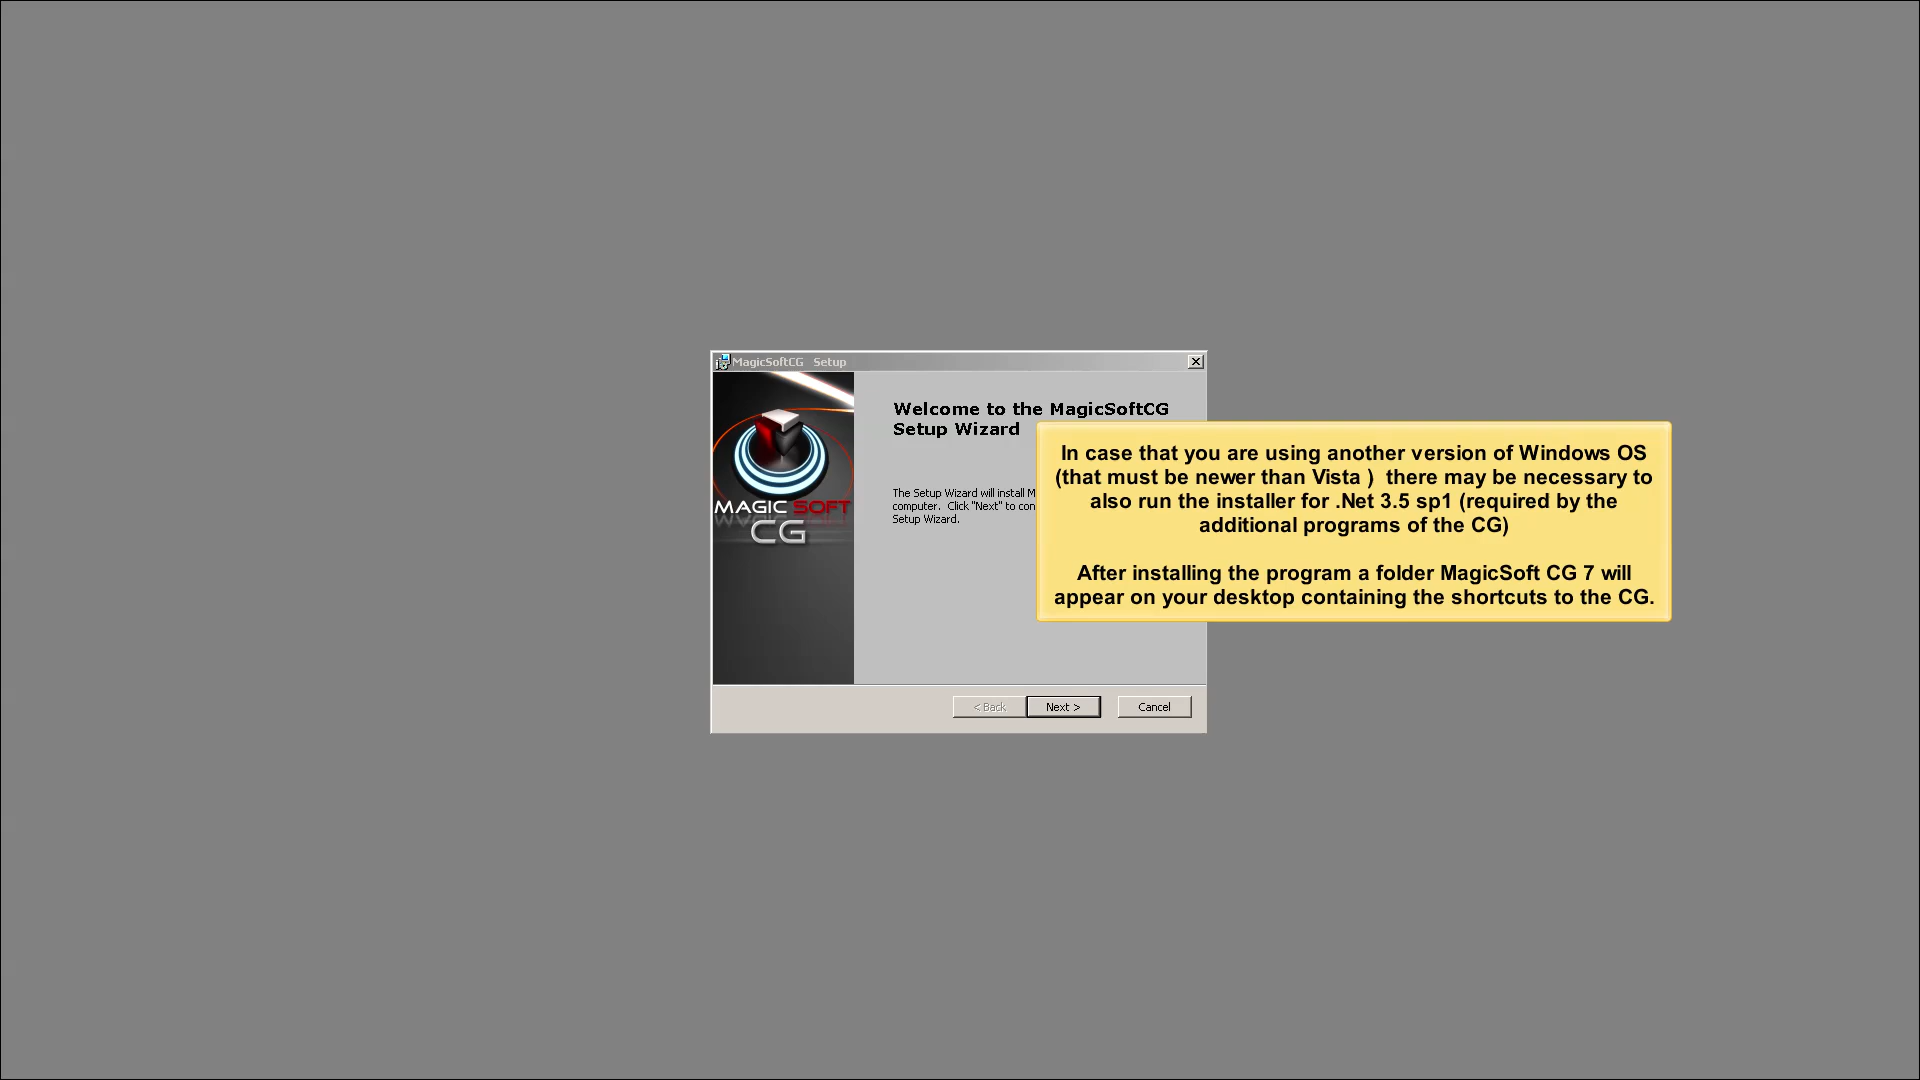 MagicSoftCG Setup
Welcome to the MagicSoftCG
Setup Wizard
MAGIC SOFT
CG
The Setup Wizard will install M
computer. Click "Next" to con
Setup Wizard.
In case that you are using another version of Windows OS
(that must be newer than Vista ) there may be necessary to
also run the installer for .Net 3.5 sp1 (required by the
additional programs of the CG)
After installing the program a folder MagicSoft CG 7 will
appear on your desktop containing the shortcuts to the CG.
< Back Next > Cancel